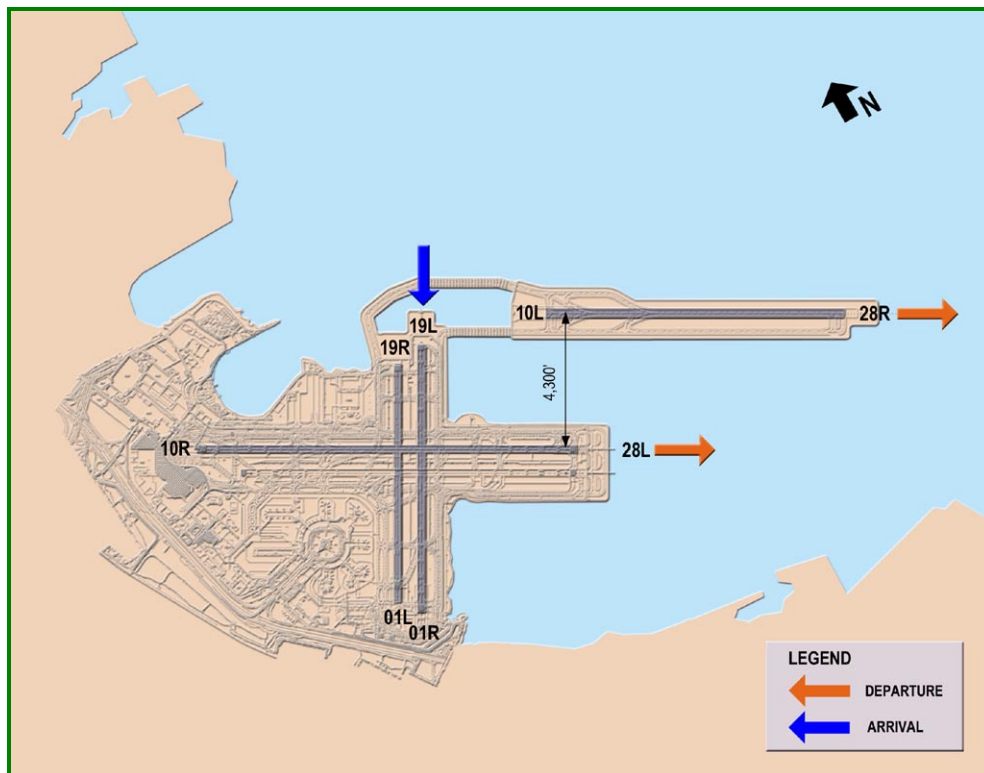 N
19L
19R
10L
28R
4,300'
10R
28L
01L
01R
LEGEND
DEPARTURE
ARRIVAL